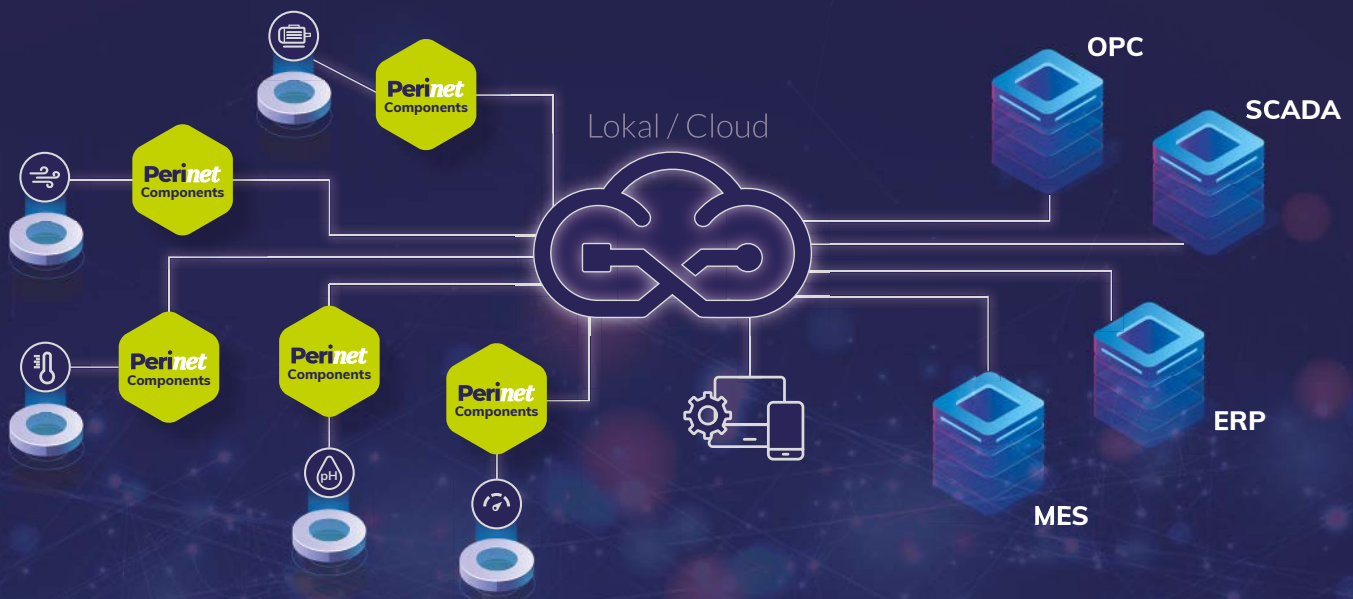 OPC
SCADA
Perinet
Components
Lokal / Cloud
Perinet
Components
Perinet
Components
Perinet
Components
Perinet
Components
ERP
pH
MES